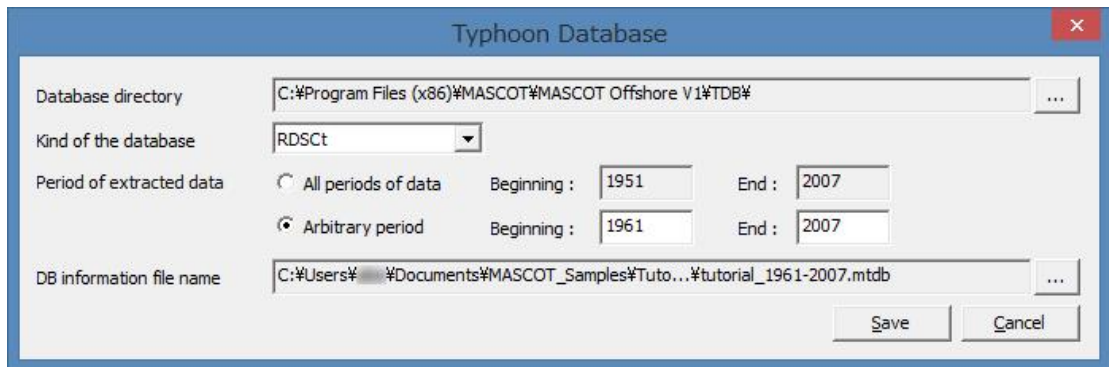 Typhoon Database
Database directory C:¥Program Files (x86)¥MASCOT¥MASCOT Offshore V1¥TDB¥ ...
Kind of the database RDSCt
Period of extracted data All periods of data Beginning : 1951 End : 2007
Arbitrary period Beginning : 1961 End : 2007
DB information file name C:¥Users¥ ¥Documents¥MASCOT_Samples¥Tuto...¥tutorial_1961-2007.mtdb ...
Save Cancel